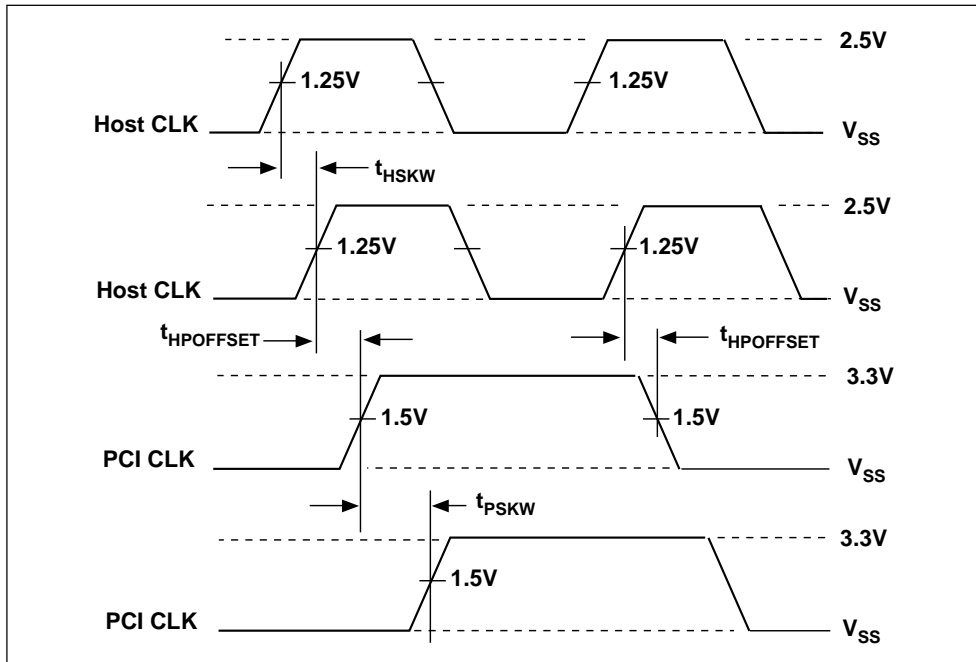 2.5V
1.25V 1.25V
Host CLK VSS
tHSKW
2.5V
1.25V 1.25V
Host CLK VSS
tHPOFFSET tHPOFFSET
3.3V
1.5V 1.5V
PCI CLK VSS
tPSKW
3.3V
1.5V
PCI CLK VSS